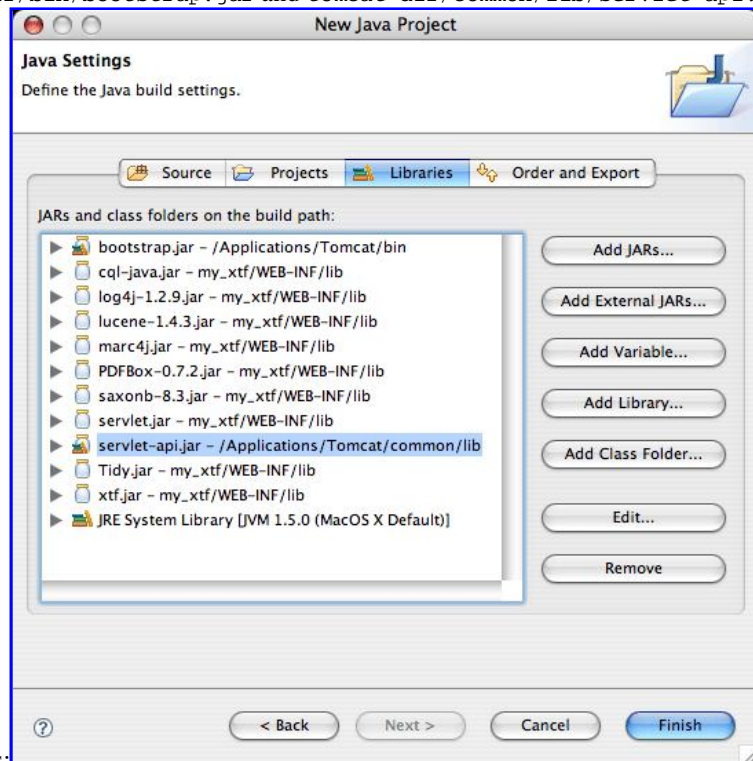 New Java Project
Java Settings
Define the Java build settings.
Source Projects Libraries Order and Export
JARs and class folders on the build path:
bootstrap.jar – /Applications/Tomcat/bin
cql-java.jar – my_xtf/WEB-INF/lib
log4j-1.2.9.jar – my_xtf/WEB-INF/lib
lucene-1.4.3.jar – my_xtf/WEB-INF/lib
marc4j.jar – my_xtf/WEB-INF/lib
PDFBox-0.7.2.jar – my_xtf/WEB-INF/lib
saxonb-8.3.jar – my_xtf/WEB-INF/lib
servlet.jar – my_xtf/WEB-INF/lib
servlet-api.jar – /Applications/Tomcat/common/lib
Tidy.jar – my_xtf/WEB-INF/lib
xtf.jar – my_xtf/WEB-INF/lib
JRE System Library [JVM 1.5.0 (MacOS X Default)]
Add JARs...
Add External JARs...
Add Variable...
Add Library...
Add Class Folder...
Edit...
Remove
?
< Back Next > Cancel Finish